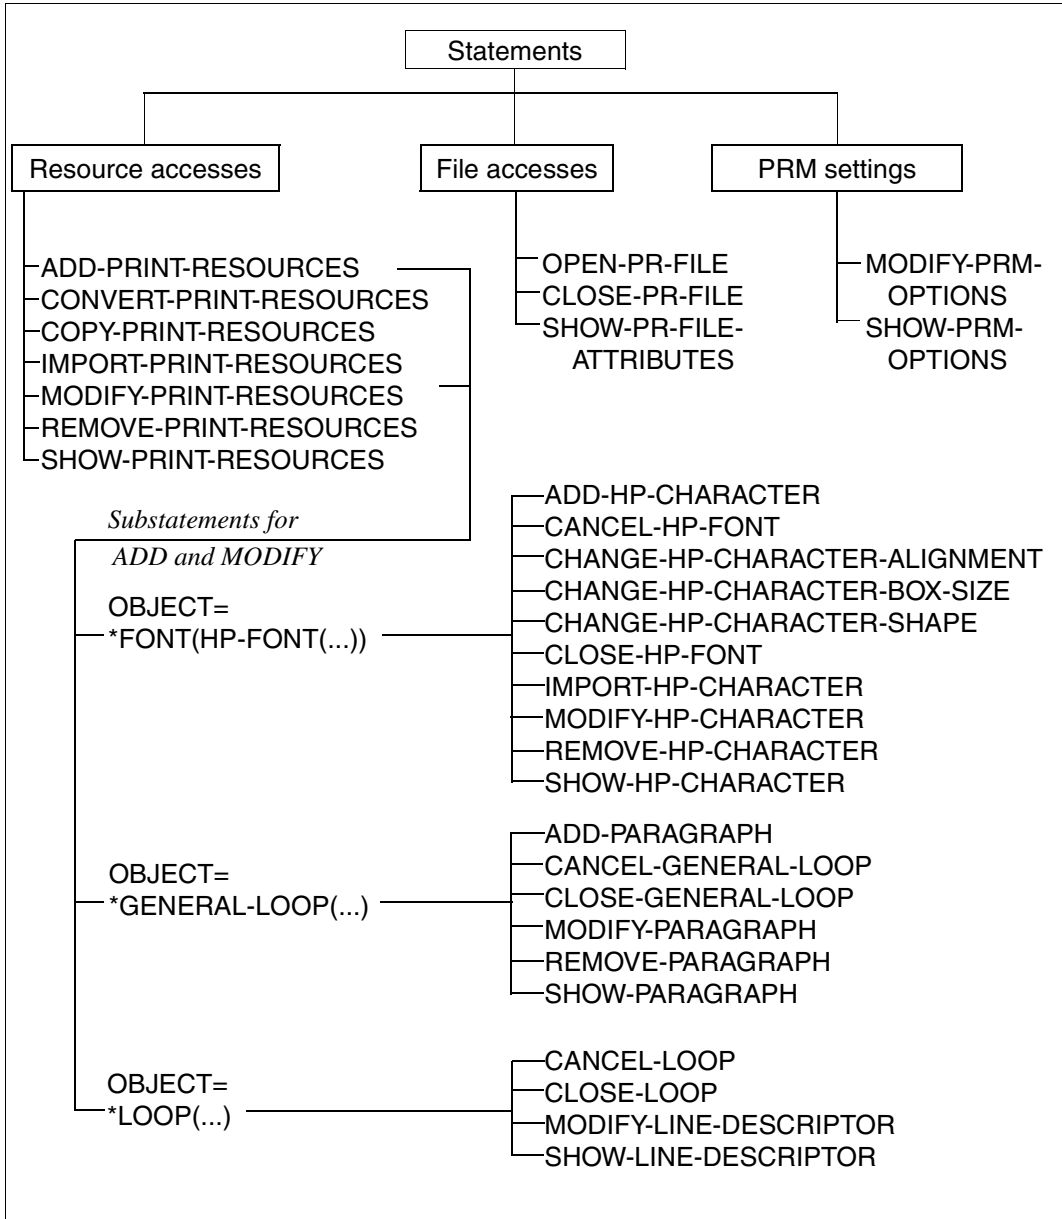 Statements
Resource accesses
File accesses
PRM settings
ADD-PRINT-RESOURCES
CONVERT-PRINT-RESOURCES
COPY-PRINT-RESOURCES
IMPORT-PRINT-RESOURCES
MODIFY-PRINT-RESOURCES
REMOVE-PRINT-RESOURCES
SHOW-PRINT-RESOURCES
OPEN-PR-FILE
CLOSE-PR-FILE
SHOW-PR-FILE-
ATTRIBUTES
MODIFY-PRM-
OPTIONS
SHOW-PRM-
OPTIONS
Substatements for
ADD and MODIFY
OBJECT=
*FONT(HP-FONT(...))
ADD-HP-CHARACTER
CANCEL-HP-FONT
CHANGE-HP-CHARACTER-ALIGNMENT
CHANGE-HP-CHARACTER-BOX-SIZE
CHANGE-HP-CHARACTER-SHAPE
CLOSE-HP-FONT
IMPORT-HP-CHARACTER
MODIFY-HP-CHARACTER
REMOVE-HP-CHARACTER
SHOW-HP-CHARACTER
OBJECT=
*GENERAL-LOOP(...)
ADD-PARAGRAPH
CANCEL-GENERAL-LOOP
CLOSE-GENERAL-LOOP
MODIFY-PARAGRAPH
REMOVE-PARAGRAPH
SHOW-PARAGRAPH
OBJECT=
*LOOP(...)
CANCEL-LOOP
CLOSE-LOOP
MODIFY-LINE-DESCRIPTOR
SHOW-LINE-DESCRIPTOR